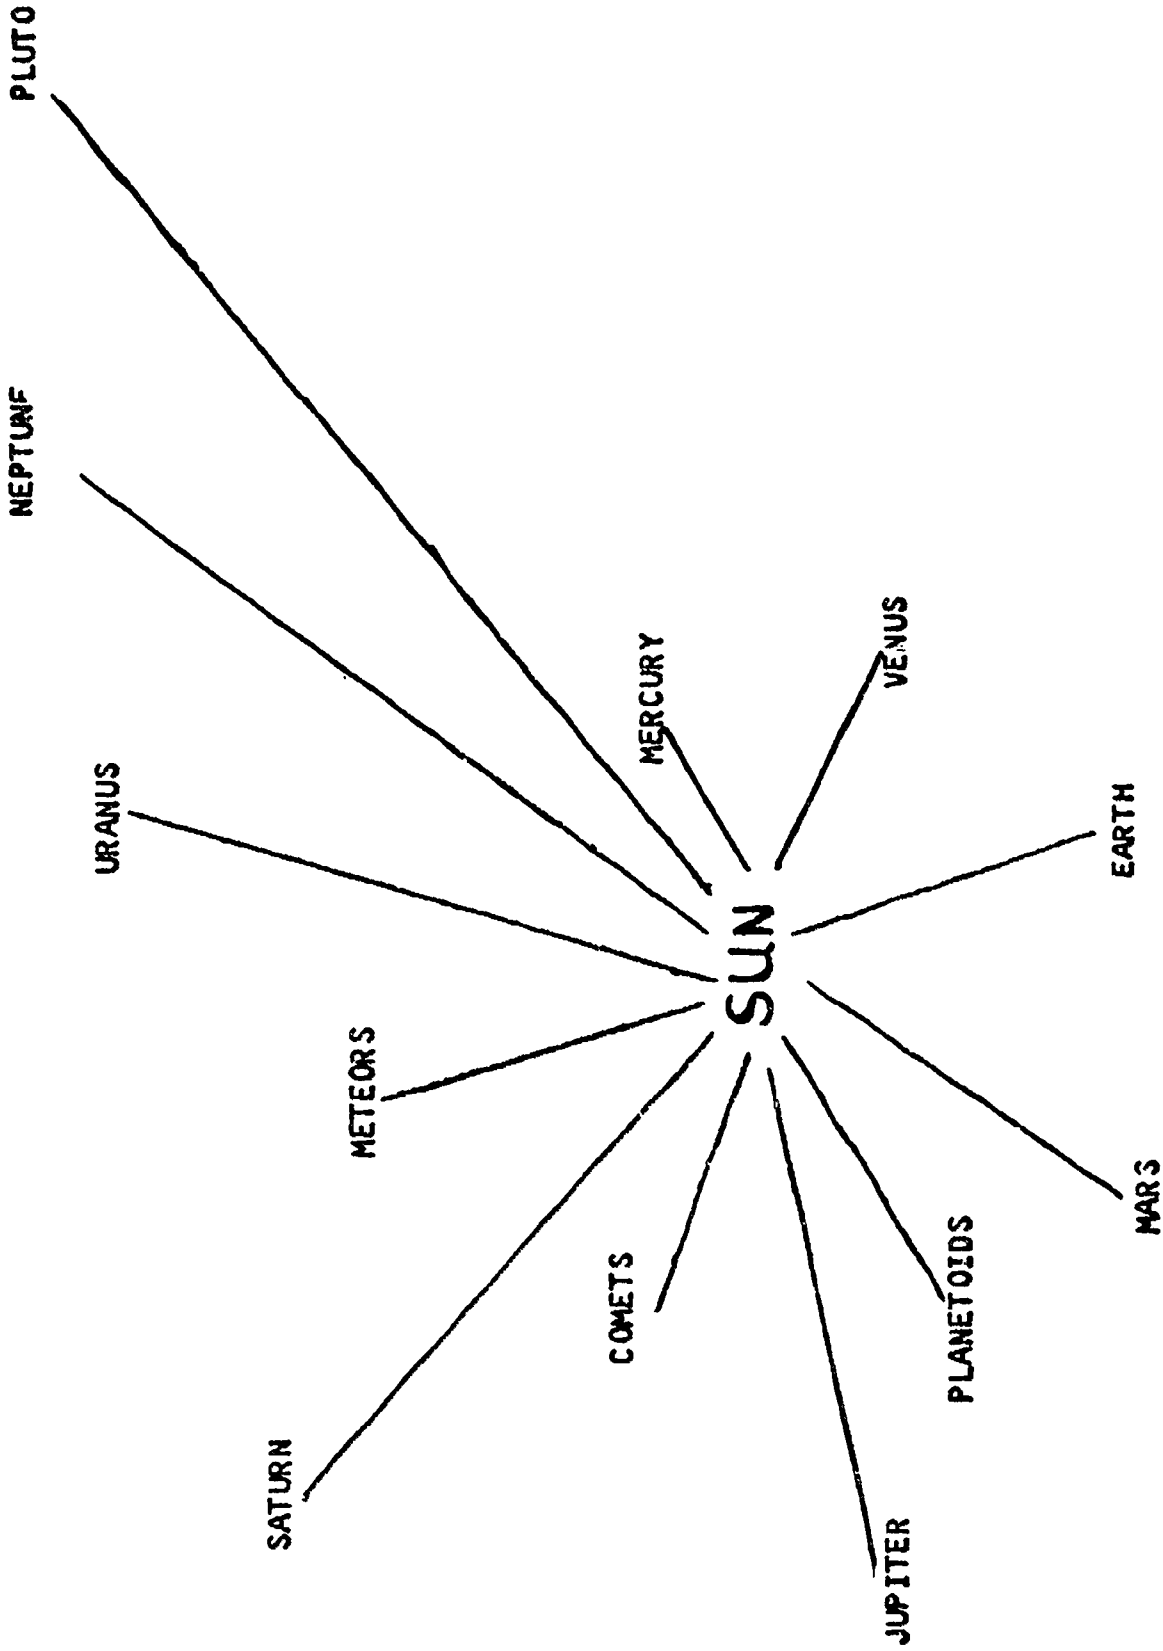 NEPTUNF
PLUTO
URANUS
SATURN
METEORS
COMETS
MERCURY
SUN
JUPITER
VENUS
PLANETOIDS
EARTH
MARS